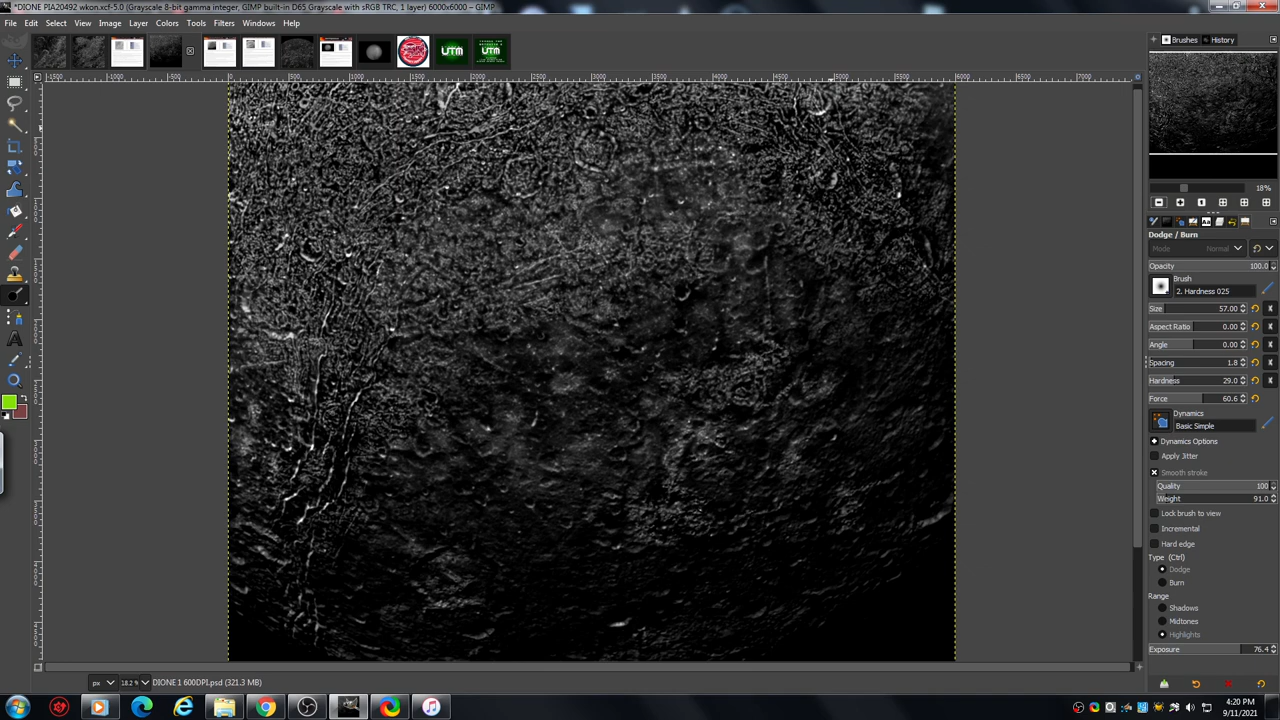 *DIONE PIA20492 wkon.xcf-5.0 (Grayscale 8-bit gamma integer, GIMP built-in D65 Grayscale with sRGB TRC, 1 layer) 6000x6000 – GIMP
File Edit Select View Image Layer Colors Tools Filters Windows Help
Brushes History
UTM
UTM
18%
Dodge / Burn
Mode Normal
Opacity 100.0
Brush
2. Hardness 025
Size 57.00
Aspect Ratio 0.00
Angle 0.00
Spacing 1.8
Hardness 29.0
Force 60.6
Dynamics
Basic Simple
Dynamics Options
Apply Jitter
Smooth stroke
Quality 100
Weight 91.0
Lock brush to view
Incremental
Hard edge
Type (Ctrl)
Dodge
Burn
Range
Shadows
Midtones
Highlights
Exposure 76.4
px 18.2 % DIONE 1 600DPI.psd (321.3 MB)
4:20 PM
9/11/2021